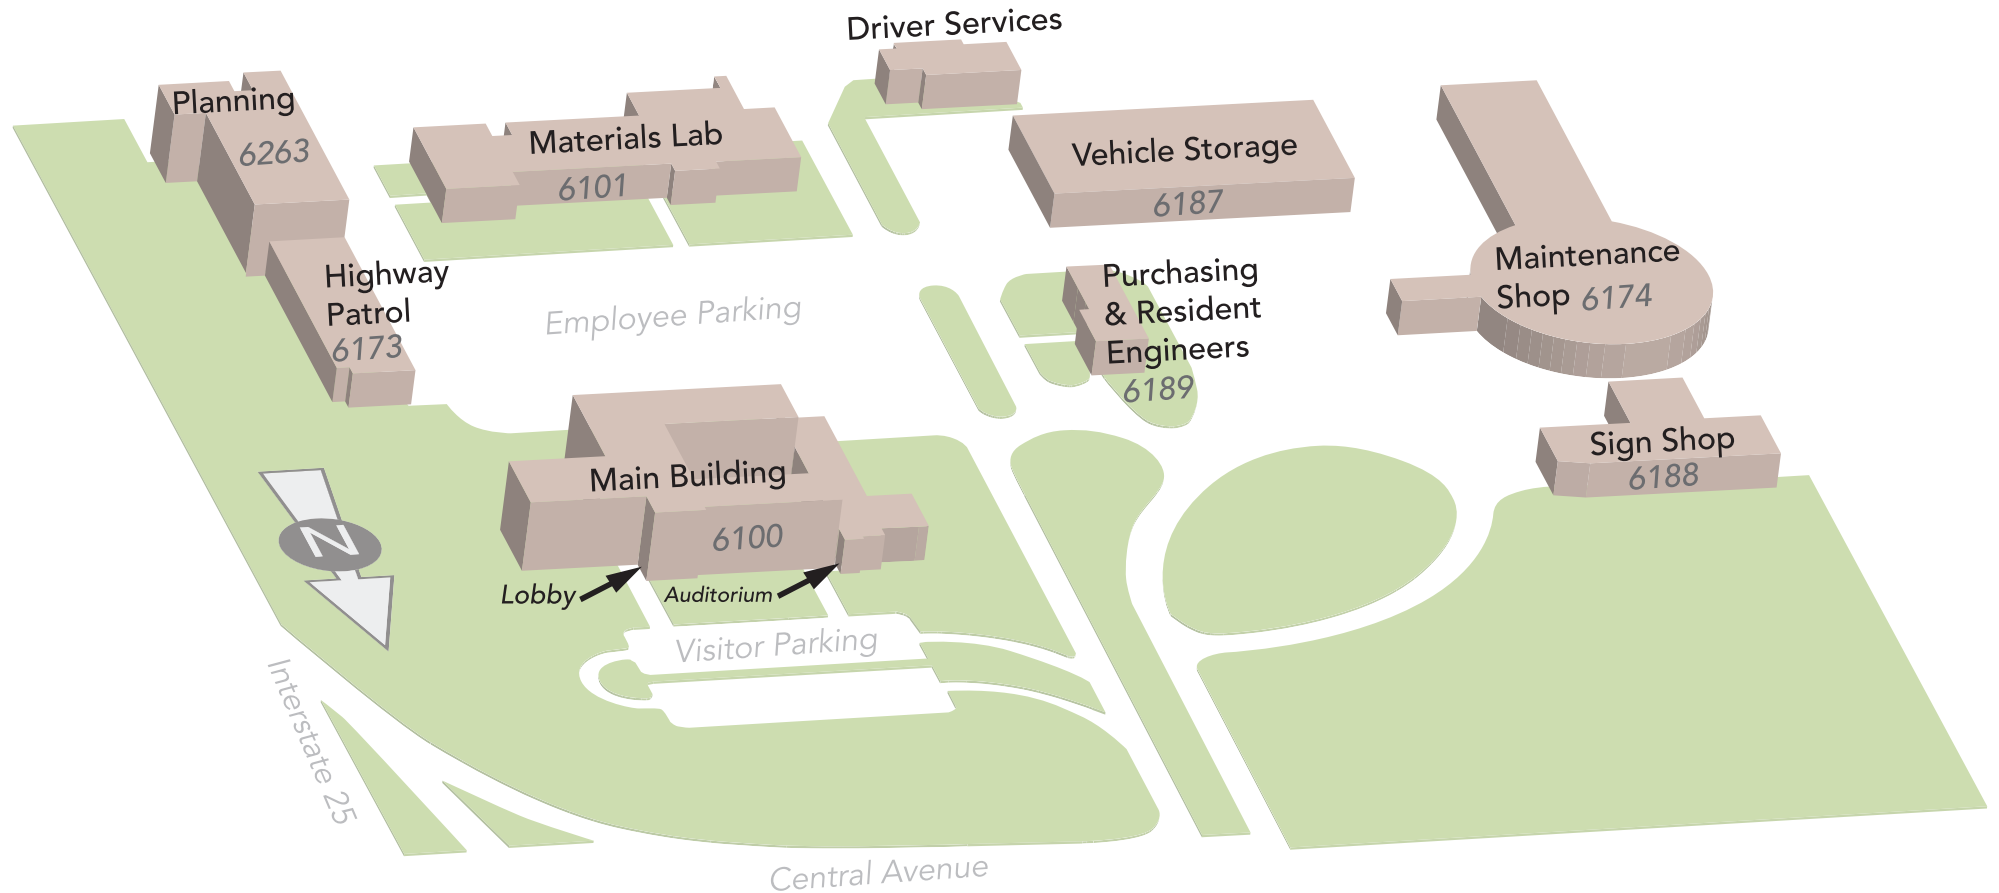 Driver Services
Planning
6263
Materials Lab
6101
Vehicle Storage
6187
Highway
Patrol
6173
Employee Parking
Purchasing
& Resident
Engineers
6189
Maintenance
Shop 6174
Sign Shop
6188
Main Building
6100
N
Lobby
Auditorium
Visitor Parking
Interstate 25
Central Avenue